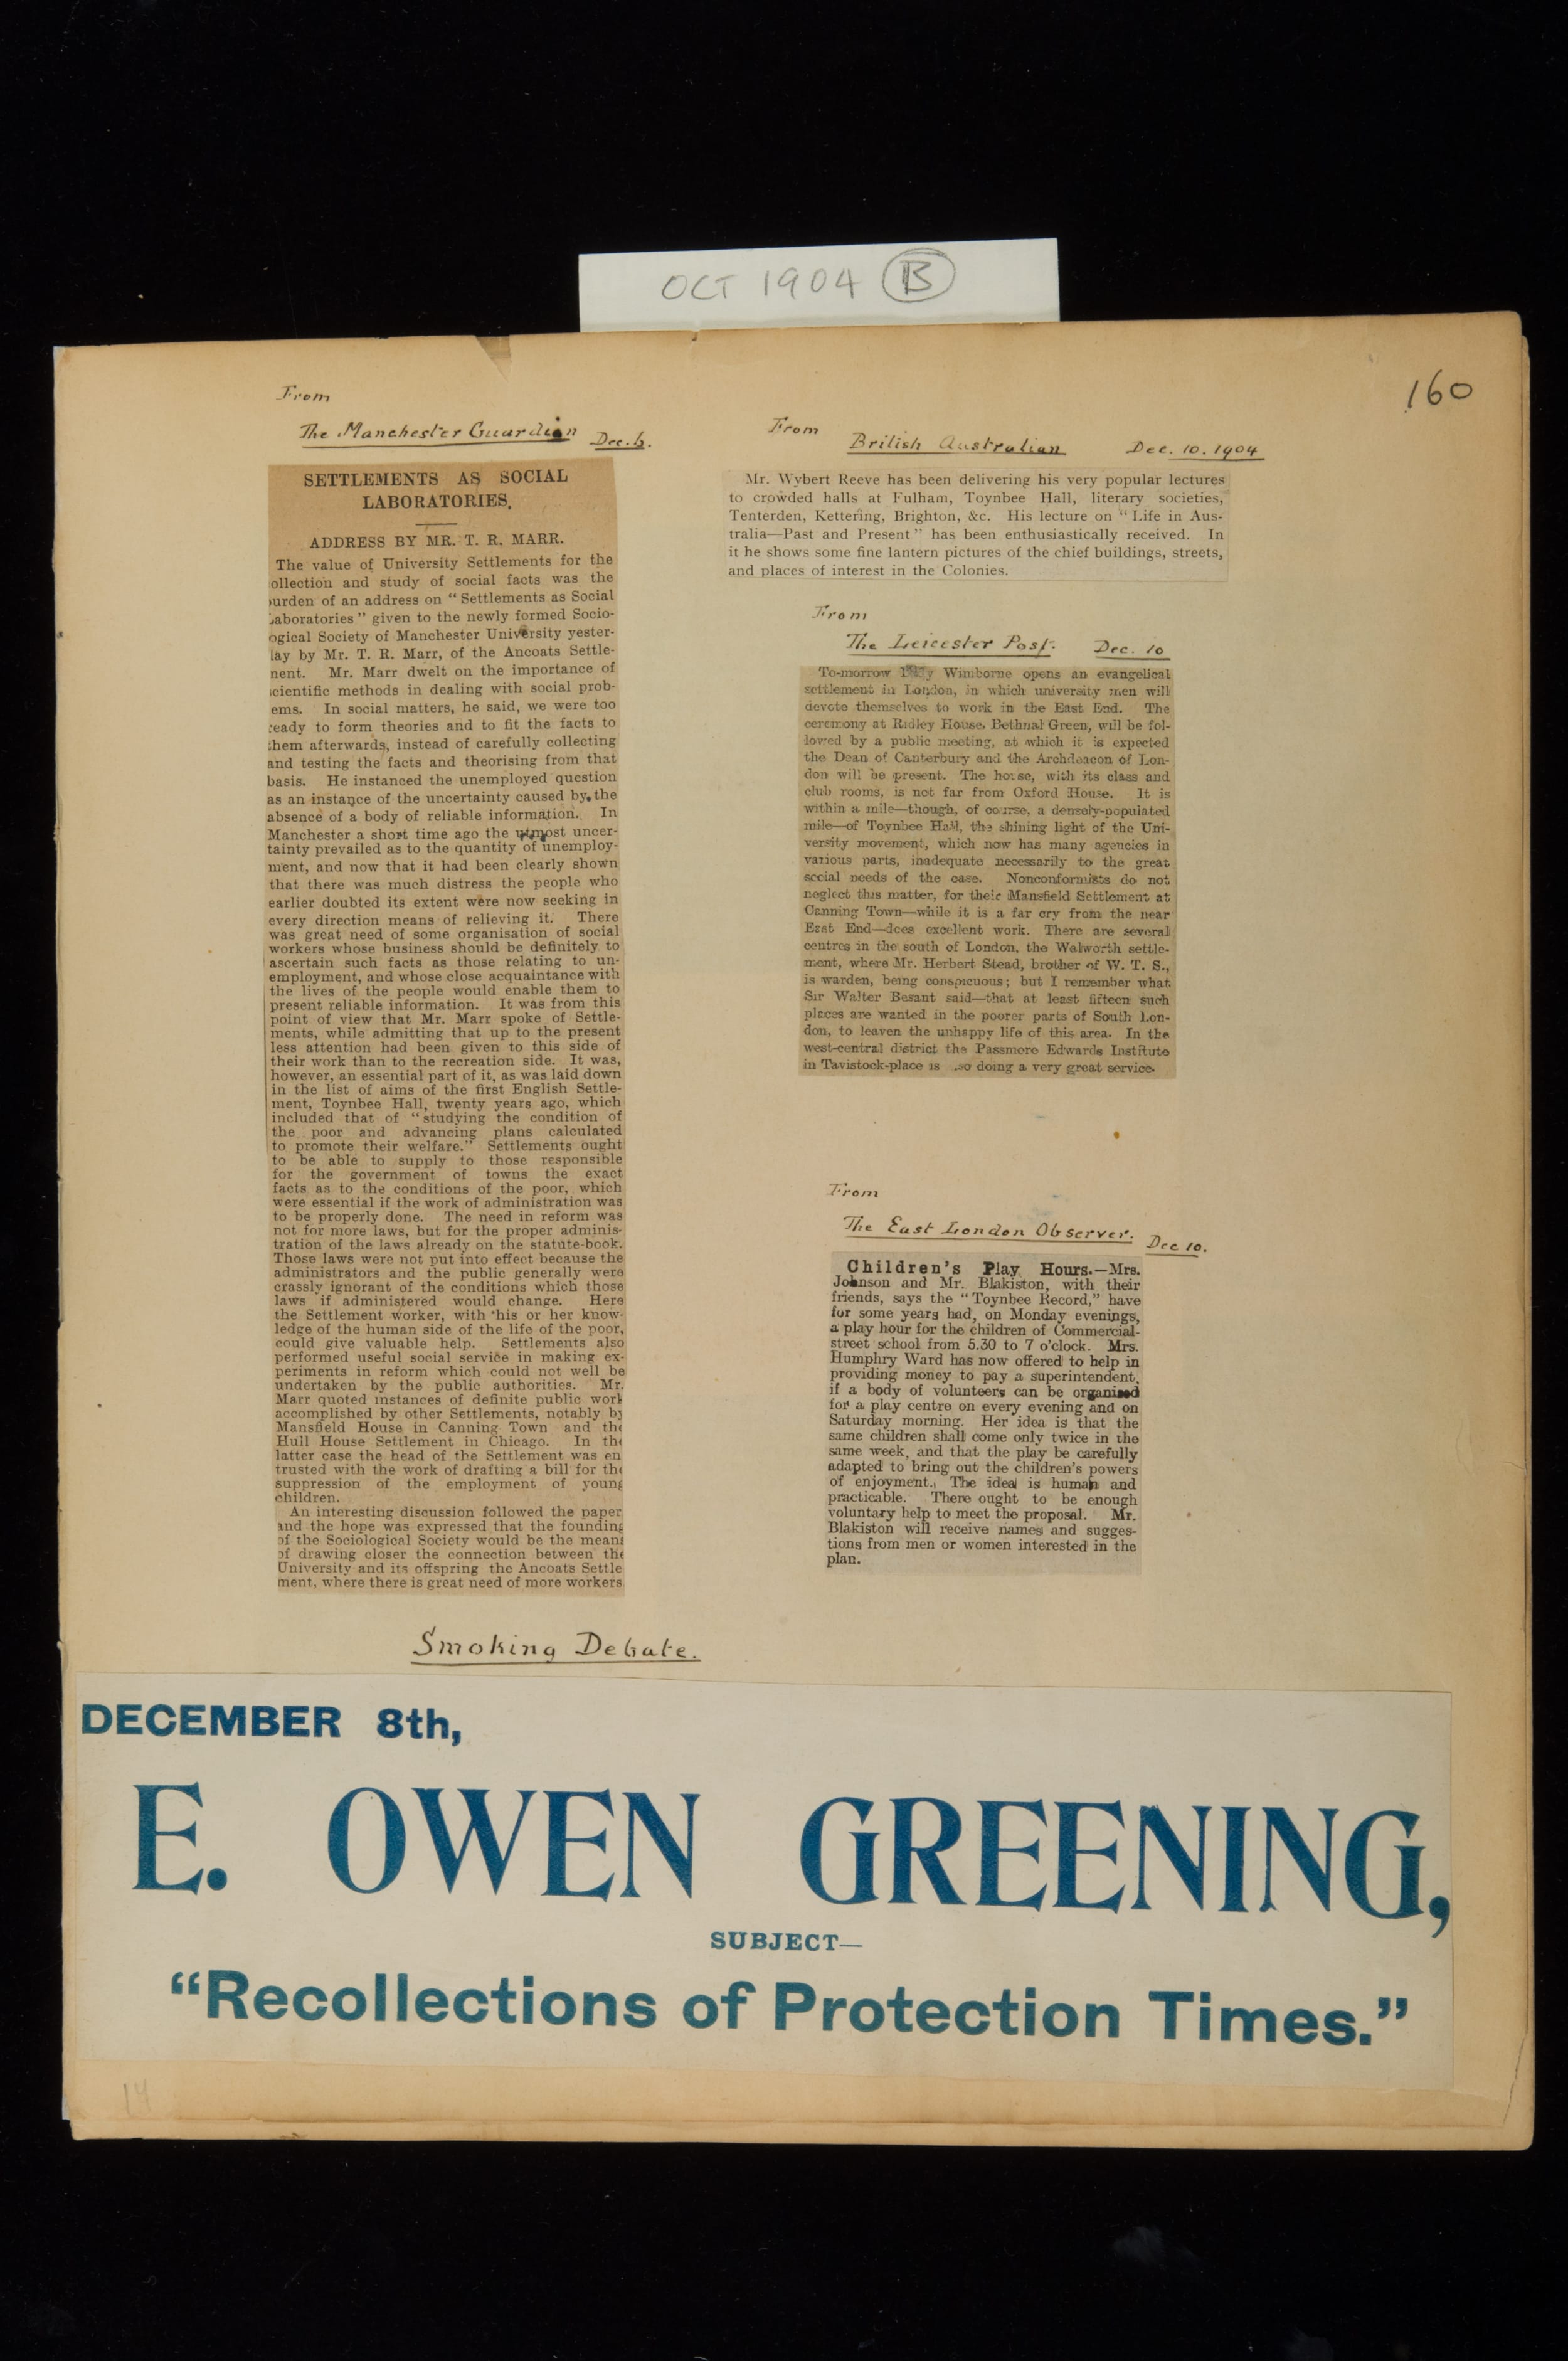 OCT 1904 B
160
From
The Manchester Guardian Dec. 6.
SETTLEMENTS AS SOCIAL
LABORATORIES.
ADDRESS BY MR. T. R. MARR.
The value of University Settlements for the
ollection and study of social facts was the
urden of an address on "Settlements as Social
Laboratories" given to the newly formed Socio-
ogical Society of Manchester University yester-
lay by Mr. T. R. Marr, of the Ancoats Settle-
nent. Mr. Marr dwelt on the importance of
scientific methods in dealing with social prob-
ems. In social matters, he said, we were too
ready to form theories and to fit the facts to
them afterwards, instead of carefully collecting
and testing the facts and theorising from that
basis. He instanced the unemployed question
as an instance of the uncertainty caused by the
absence of a body of reliable information. In
Manchester a short time ago the utmost uncer-
tainty prevailed as to the quantity of unemploy-
ment, and now that it had been clearly shown
that there was much distress the people who
earlier doubted its extent were now seeking in
every direction means of relieving it. There
was great need of some organisation of social
workers whose business should be definitely to
ascertain such facts as those relating to un-
employment, and whose close acquaintance with
the lives of the people would enable them to
present reliable information. It was from this
point of view that Mr. Marr spoke of Settle-
ments, while admitting that up to the present
less attention had been given to this side of
their work than to the recreation side. It was,
however, an essential part of it, as was laid down
in the list of aims of the first English Settle-
ment, Toynbee Hall, twenty years ago, which
included that of "studying the condition of
the poor and advancing plans calculated
to promote their welfare." Settlements ought
to be able to supply to those responsible
for the government of towns the exact
facts as to the conditions of the poor, which
were essential if the work of administration was
to be properly done. The need in reform was
not for more laws, but for the proper adminis-
tration of the laws already on the statute-book.
Those laws were not put into effect because the
administrators and the public generally were
crassly ignorant of the conditions which those
laws if administered would change. Here
the Settlement worker, with his or her know-
ledge of the human side of the life of the poor,
could give valuable help. Settlements also
performed useful social service in making ex-
periments in reform which could not well be
undertaken by the public authorities. Mr.
Marr quoted instances of definite public work
accomplished by other Settlements, notably by
Mansfield House in Canning Town and the
Hull House Settlement in Chicago. In the
latter case the head of the Settlement was en
trusted with the work of drafting a bill for the
suppression of the employment of young
children.
An interesting discussion followed the paper
and the hope was expressed that the founding
of the Sociological Society would be the means
of drawing closer the connection between the
University and its offspring the Ancoats Settle
ment, where there is great need of more workers
From
British Australian Dec. 10. 1904
Mr. Wybert Reeve has been delivering his very popular lectures
to crowded halls at Fulham, Toynbee Hall, literary societies,
Tenterden, Kettering, Brighton, &c. His lecture on "Life in Aus-
tralia—Past and Present" has been enthusiastically received. In
it he shows some fine lantern pictures of the chief buildings, streets,
and places of interest in the Colonies.
From
The Leicester Post. Dec. 10
To-morrow Lady Wimborne opens an evangelical
settlement in London, in which university men will
devote themselves to work in the East End. The
ceremony at Ridley House, Bethnal Green, will be fol-
lowed by a public meeting, at which it is expected
the Dean of Canterbury and the Archdeacon of Lon-
don will be present. The house, with its class and
club rooms, is not far from Oxford House. It is
within a mile—though, of course, a densely-populated
mile—of Toynbee Hall, the shining light of the Uni-
versity movement, which now has many agencies in
various parts, inadequate necessarily to the great
social needs of the case. Nonconformists do not
neglect this matter, for their Mansfield Settlement at
Canning Town—while it is a far cry from the near
East End—does excellent work. There are several
centres in the south of London, the Walworth settle-
ment, where Mr. Herbert Stead, brother of W. T. S.,
is warden, being conspicuous; but I remember what
Sir Walter Besant said—that at least fifteen such
places are wanted in the poorer parts of South Lon-
don, to leaven the unhappy life of this area. In the
west-central district the Passmore Edwards Institute
in Tavistock-place is so doing a very great service.
From
The East London Observer. Dec 10.
Children's Play Hours.—Mrs.
Johnson and Mr. Blakiston, with their
friends, says the "Toynbee Record," have
for some years had, on Monday evenings,
a play hour for the children of Commercial-
street school from 5.30 to 7 o'clock. Mrs.
Humphry Ward has now offered to help in
providing money to pay a superintendent,
if a body of volunteers can be organised
for a play centre on every evening and on
Saturday morning. Her idea is that the
same children shall come only twice in the
same week, and that the play be carefully
adapted to bring out the children's powers
of enjoyment. The idea is human and
practicable. There ought to be enough
voluntary help to meet the proposal. Mr.
Blakiston will receive names and sugges-
tions from men or women interested in the
plan.
Smoking Debate.
DECEMBER 8th,
E. OWEN GREENING,
SUBJECT—
"Recollections of Protection Times."
14